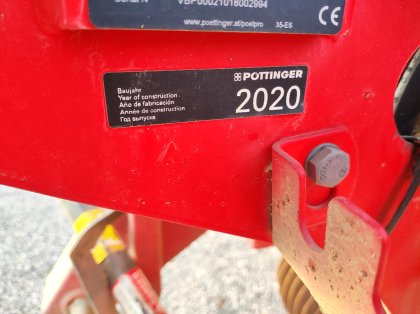 VBP00021018002994
www.poettinger.at/poetpro 35-ES
CE
Baujahr
Year of construction
Año de fabricación
Année de construction
Год выпуска
PÖTTINGER
2020